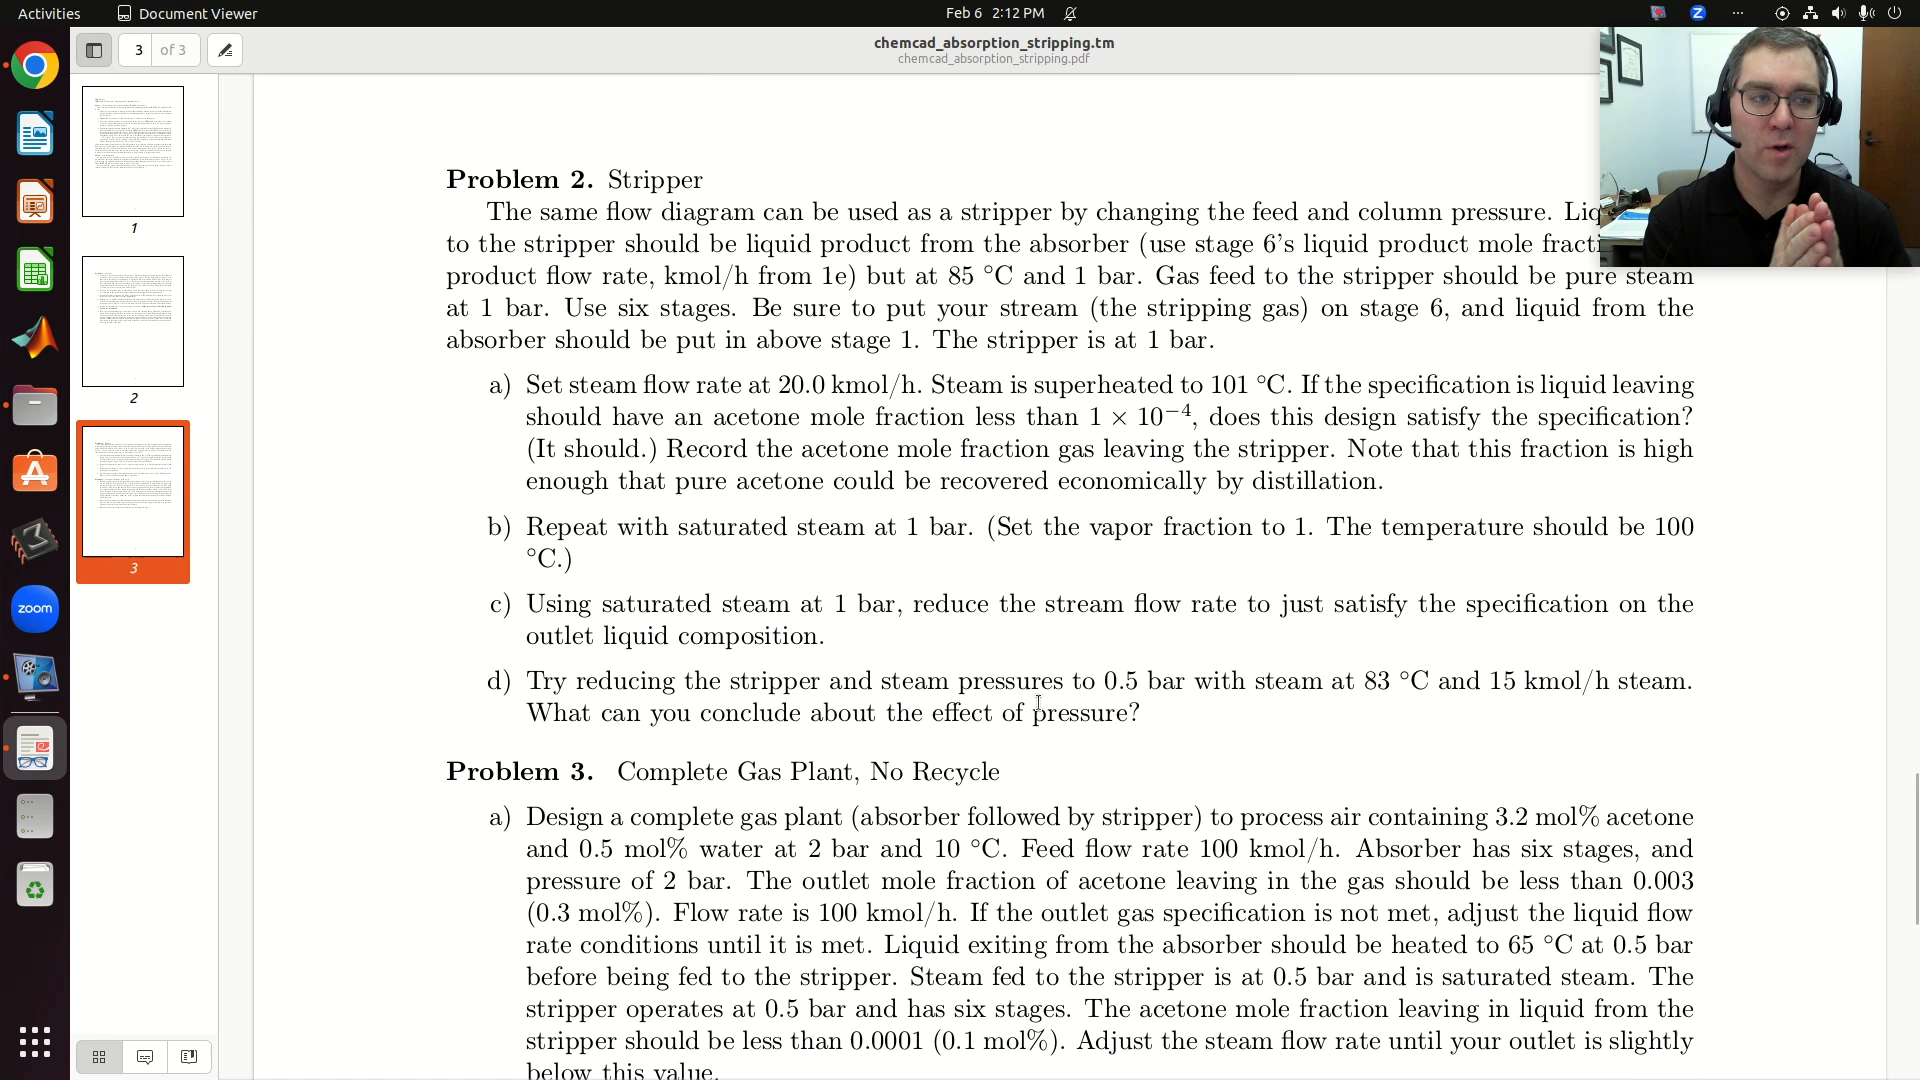 Activities
Document Viewer
Feb 6 2:12 PM
3
of 3
chemcad_absorption_stripping.tm
chemcad_absorption_stripping.pdf
1
2
3
zoom
Problem 2. Stripper
The same flow diagram can be used as a stripper by changing the feed and column pressure. Liq
to the stripper should be liquid product from the absorber (use stage 6's liquid product mole fracti
product flow rate, kmol/h from 1e) but at 85 °C and 1 bar. Gas feed to the stripper should be pure steam
at 1 bar. Use six stages. Be sure to put your stream (the stripping gas) on stage 6, and liquid from the
absorber should be put in above stage 1. The stripper is at 1 bar.
a) Set steam flow rate at 20.0 kmol/h. Steam is superheated to 101 °C. If the specification is liquid leaving
should have an acetone mole fraction less than 1 × 10⁻⁴, does this design satisfy the specification?
(It should.) Record the acetone mole fraction gas leaving the stripper. Note that this fraction is high
enough that pure acetone could be recovered economically by distillation.
b) Repeat with saturated steam at 1 bar. (Set the vapor fraction to 1. The temperature should be 100
°C.)
c) Using saturated steam at 1 bar, reduce the stream flow rate to just satisfy the specification on the
outlet liquid composition.
d) Try reducing the stripper and steam pressures to 0.5 bar with steam at 83 °C and 15 kmol/h steam.
What can you conclude about the effect of pressure?
Problem 3. Complete Gas Plant, No Recycle
a) Design a complete gas plant (absorber followed by stripper) to process air containing 3.2 mol% acetone
and 0.5 mol% water at 2 bar and 10 °C. Feed flow rate 100 kmol/h. Absorber has six stages, and
pressure of 2 bar. The outlet mole fraction of acetone leaving in the gas should be less than 0.003
(0.3 mol%). Flow rate is 100 kmol/h. If the outlet gas specification is not met, adjust the liquid flow
rate conditions until it is met. Liquid exiting from the absorber should be heated to 65 °C at 0.5 bar
before being fed to the stripper. Steam fed to the stripper is at 0.5 bar and is saturated steam. The
stripper operates at 0.5 bar and has six stages. The acetone mole fraction leaving in liquid from the
stripper should be less than 0.0001 (0.1 mol%). Adjust the steam flow rate until your outlet is slightly
below this value.